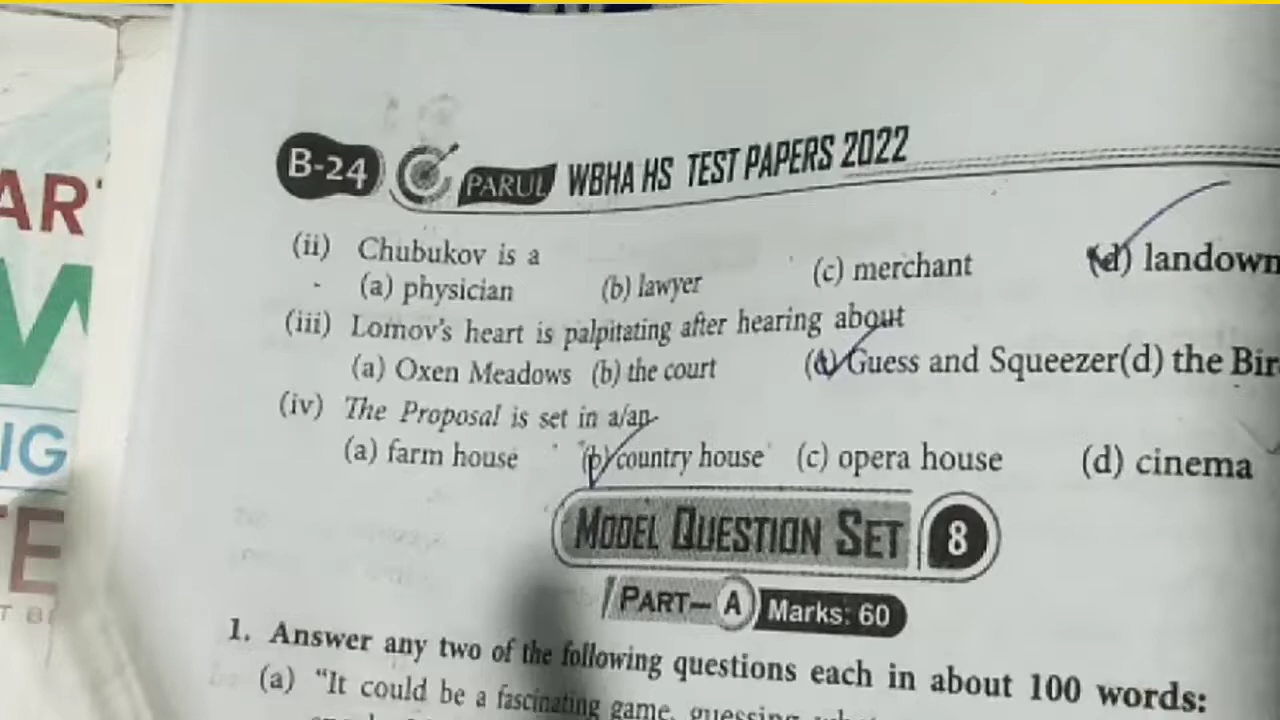 B-24 PARUL WBHA HS TEST PAPERS 2022
(ii) Chubukov is a
(a) physician (b) lawyer (c) merchant (d) landown
(iii) Lomov's heart is palpitating after hearing about
(a) Oxen Meadows (b) the court Guess and Squeezer(d) the Bir
(iv) The Proposal is set in a/an
(a) farm house (b) country house (c) opera house (d) cinema
MODEL QUESTION SET 8
PART- A Marks: 60
1. Answer any two of the following questions each in about 100 words:
(a) "It could be a fascinating game, guessing
AR
IG